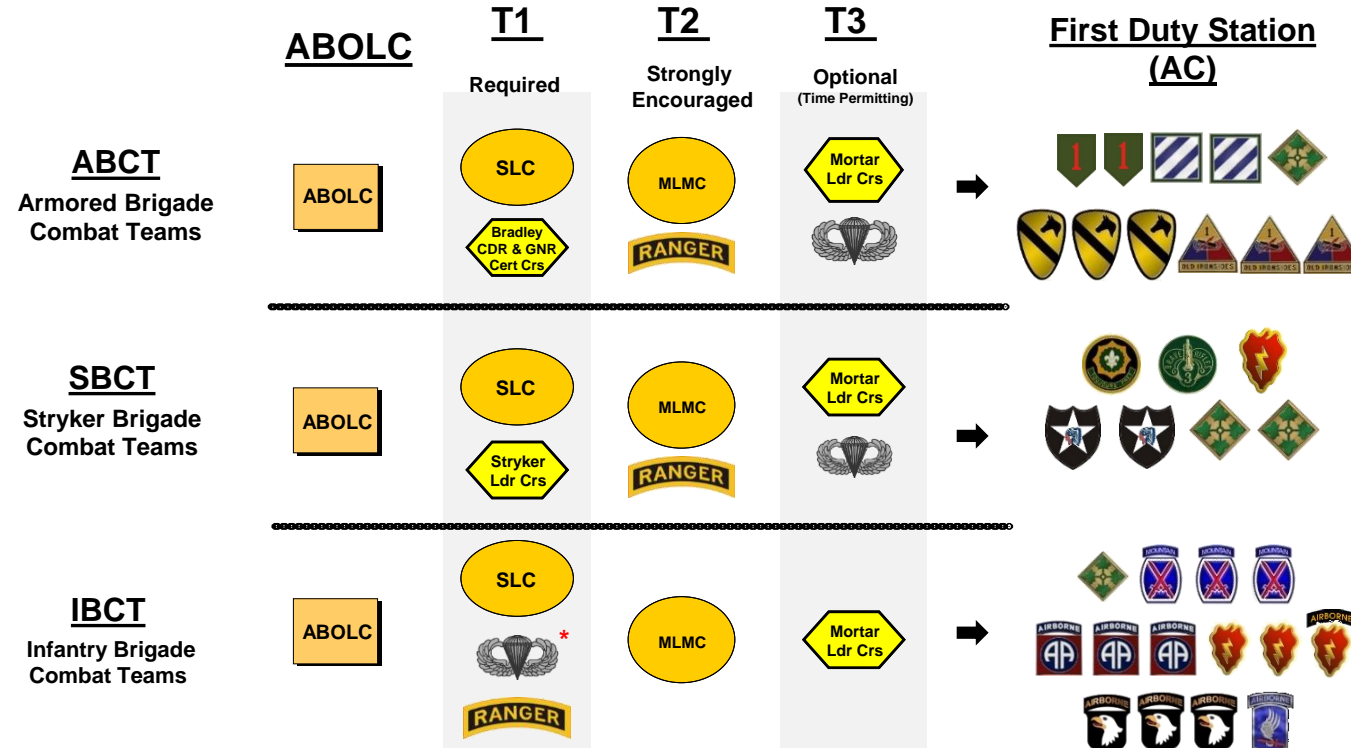 ABOLC
T1
T2
T3
First Duty Station
(AC)
Required
Strongly
Encouraged
Optional
(Time Permitting)
ABCT
Armored Brigade
Combat Teams
ABOLC
SLC
Bradley
CDR & GNR
Cert Crs
MLMC
RANGER
Mortar
Ldr Crs
1
1
1
OLD IRONSIDES
1
OLD IRONSIDES
1
OLD IRONSIDES
SBCT
Stryker Brigade
Combat Teams
ABOLC
SLC
Stryker
Ldr Crs
MLMC
RANGER
Mortar
Ldr Crs
3
IBCT
Infantry Brigade
Combat Teams
ABOLC
SLC
*
RANGER
MLMC
Mortar
Ldr Crs
MOUNTAIN
MOUNTAIN
MOUNTAIN
AIRBORNE
AA
AIRBORNE
AA
AIRBORNE
AA
AIRBORNE
AIRBORNE
AIRBORNE
AIRBORNE
AIRBORNE